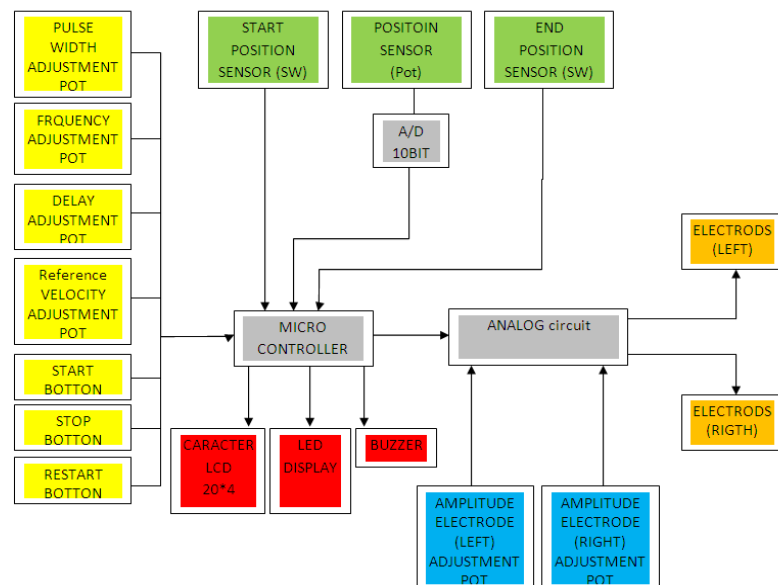 PULSE
WIDTH
ADJUSTMENT
POT
FRQUENCY
ADJUSTMENT
POT
DELAY
ADJUSTMENT
POT
Reference
VELOCITY
ADJUSTMENT
POT
START
BOTTON
STOP
BOTTON
RESTART
BOTTON
START
POSITION
SENSOR (SW)
POSITOIN
SENSOR
(Pot)
END
POSITION
SENSOR (SW)
A/D
10BIT
MICRO
CONTROLLER
ANALOG circuit
ELECTRODS
(LEFT)
ELECTRODS
(RIGTH)
CARACTER
LCD
20*4
LED
DISPLAY
BUZZER
AMPLITUDE
ELECTRODE
(LEFT)
ADJUSTMENT
POT
AMPLITUDE
ELECTRODE
(RIGHT)
ADJUSTMENT
POT